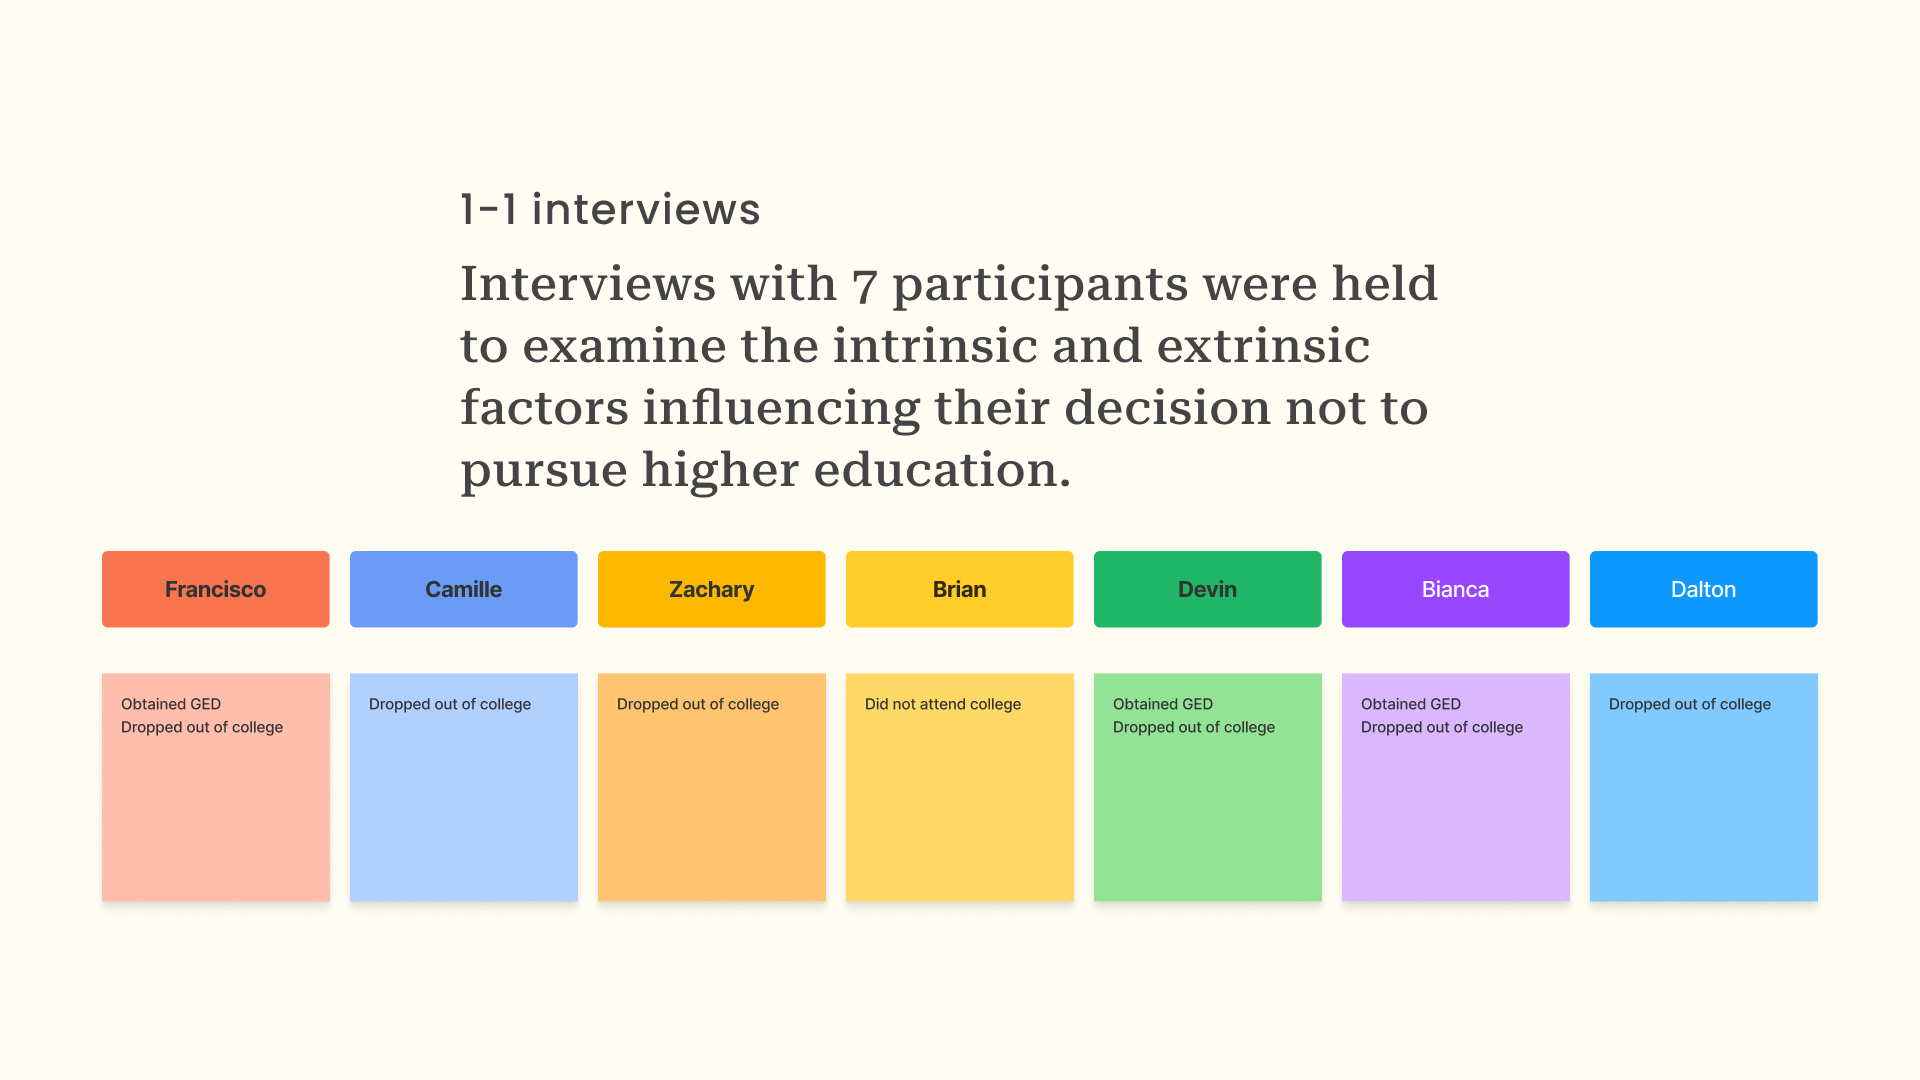 1-1 interviews
Interviews with 7 participants were held
to examine the intrinsic and extrinsic
factors influencing their decision not to
pursue higher education.
Francisco
Camille
Zachary
Brian
Devin
Bianca
Dalton
Obtained GED
Dropped out of college
Dropped out of college
Dropped out of college
Did not attend college
Obtained GED
Dropped out of college
Obtained GED
Dropped out of college
Dropped out of college